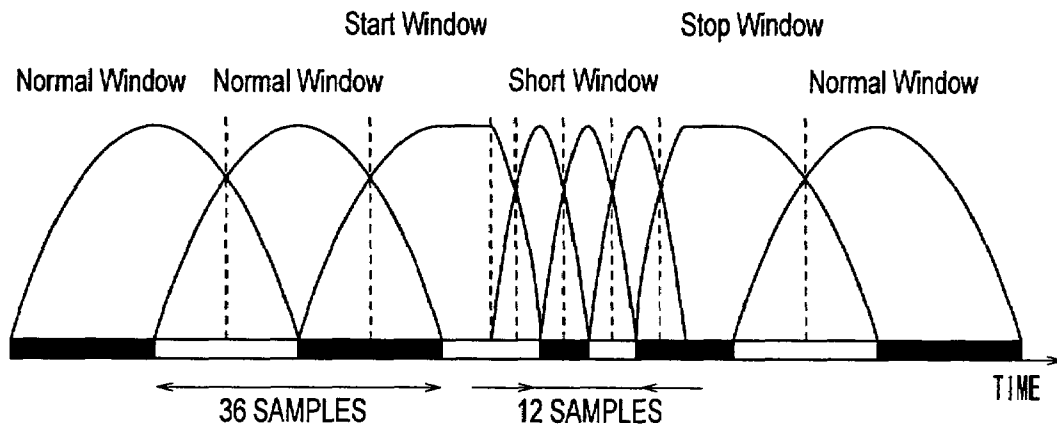 Start Window
Stop Window
Normal Window
Normal Window
Short Window
Normal Window
TIME
36 SAMPLES
12 SAMPLES